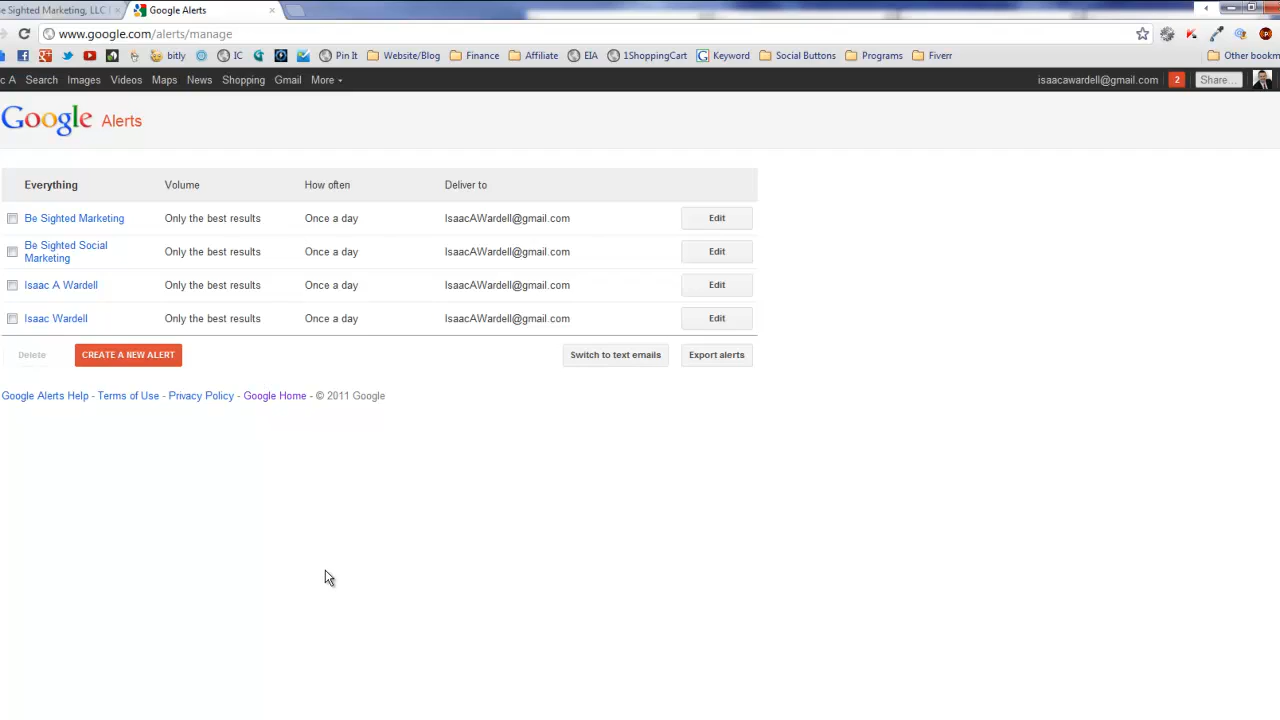 Be Sighted Marketing, LLC
Google Alerts
www.google.com/alerts/manage
bitly IC Pin It Website/Blog Finance Affiliate EIA 1ShoppingCart Keyword Social Buttons Programs Fiverr Other bookm
c A Search Images Videos Maps News Shopping Gmail More isaacawardell@gmail.com 2 Share...
Google Alerts
Everything Volume How often Deliver to
Be Sighted Marketing Only the best results Once a day IsaacAWardell@gmail.com Edit
Be Sighted Social
Marketing Only the best results Once a day IsaacAWardell@gmail.com Edit
Isaac A Wardell Only the best results Once a day IsaacAWardell@gmail.com Edit
Isaac Wardell Only the best results Once a day IsaacAWardell@gmail.com Edit
Delete CREATE A NEW ALERT Switch to text emails Export alerts
Google Alerts Help - Terms of Use - Privacy Policy - Google Home - © 2011 Google